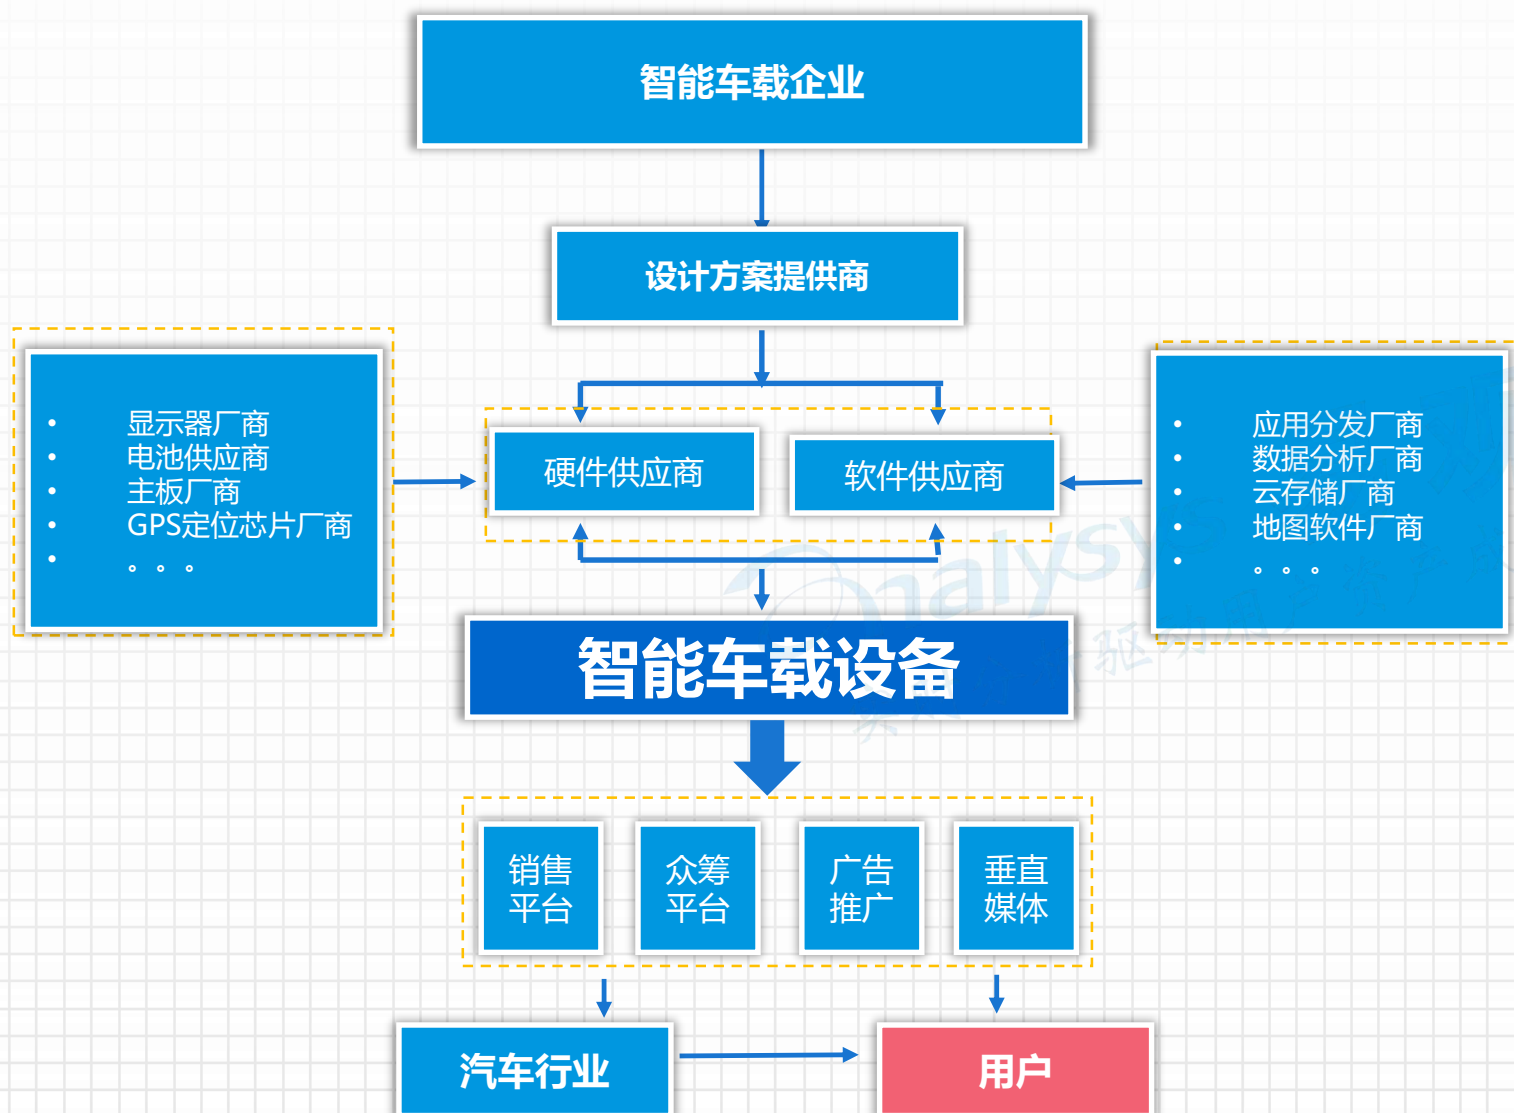 智能车载企业
设计方案提供商
• 显示器厂商
• 电池供应商
• 主板厂商
• GPS定位芯片厂商
• 。。。
硬件供应商
软件供应商
• 应用分发厂商
• 数据分析厂商
• 云存储厂商
• 地图软件厂商
• 。。。
智能车载设备
销售
平台
众筹
平台
广告
推广
垂直
媒体
汽车行业
用户
nalysys